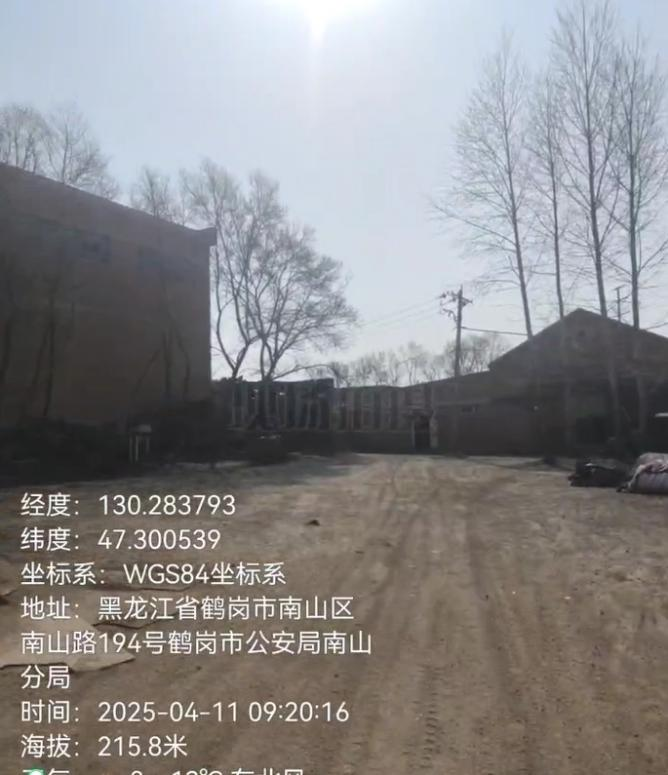 经度：130.283793
纬度：47.300539
坐标系：WGS84坐标系
地址：黑龙江省鹤岗市南山区
南山路194号鹤岗市公安局南山
分局
时间：2025-04-11 09:20:16
海拔：215.8米